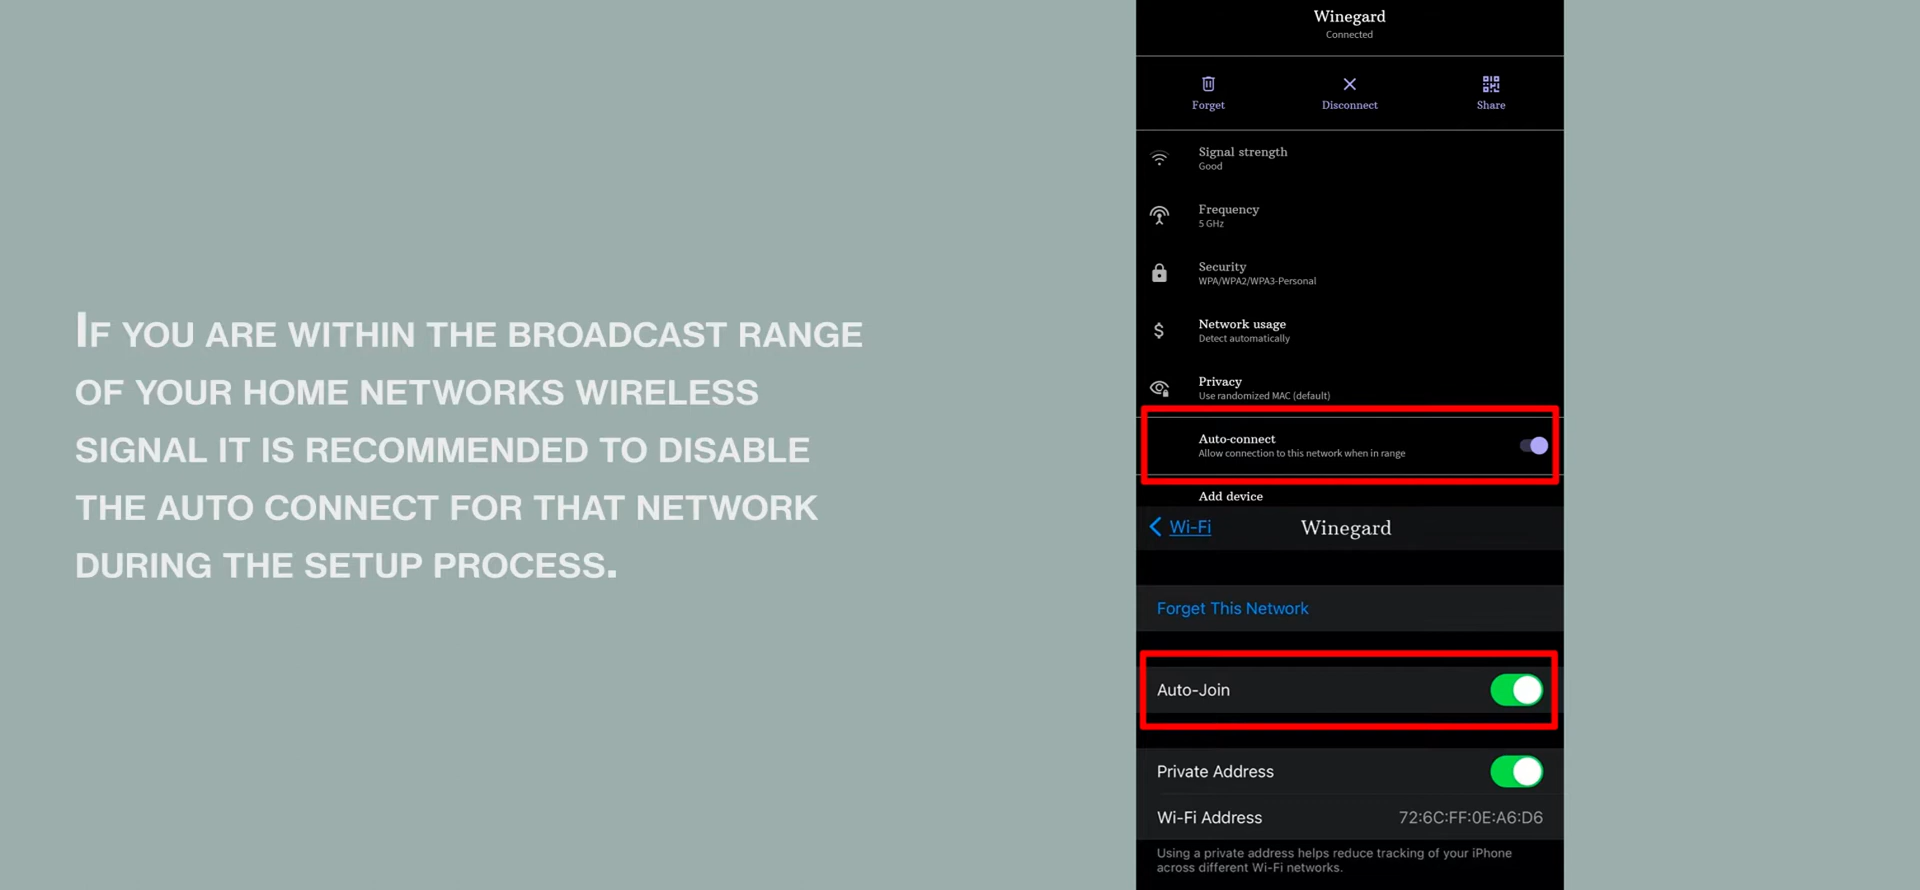 IF YOU ARE WITHIN THE BROADCAST RANGE
OF YOUR HOME NETWORKS WIRELESS
SIGNAL IT IS RECOMMENDED TO DISABLE
THE AUTO CONNECT FOR THAT NETWORK
DURING THE SETUP PROCESS.
Winegard
Connected
Forget
Disconnect
Share
Signal strength
Good
Frequency
5 GHz
Security
WPA/WPA2/WPA3-Personal
Network usage
Detect automatically
Privacy
Use randomized MAC (default)
Auto-connect
Allow connection to this network when in range
Add device
Wi-Fi
Winegard
Forget This Network
Auto-Join
Private Address
Wi-Fi Address 72:6C:FF:0E:A6:D6
Using a private address helps reduce tracking of your iPhone
across different Wi-Fi networks.